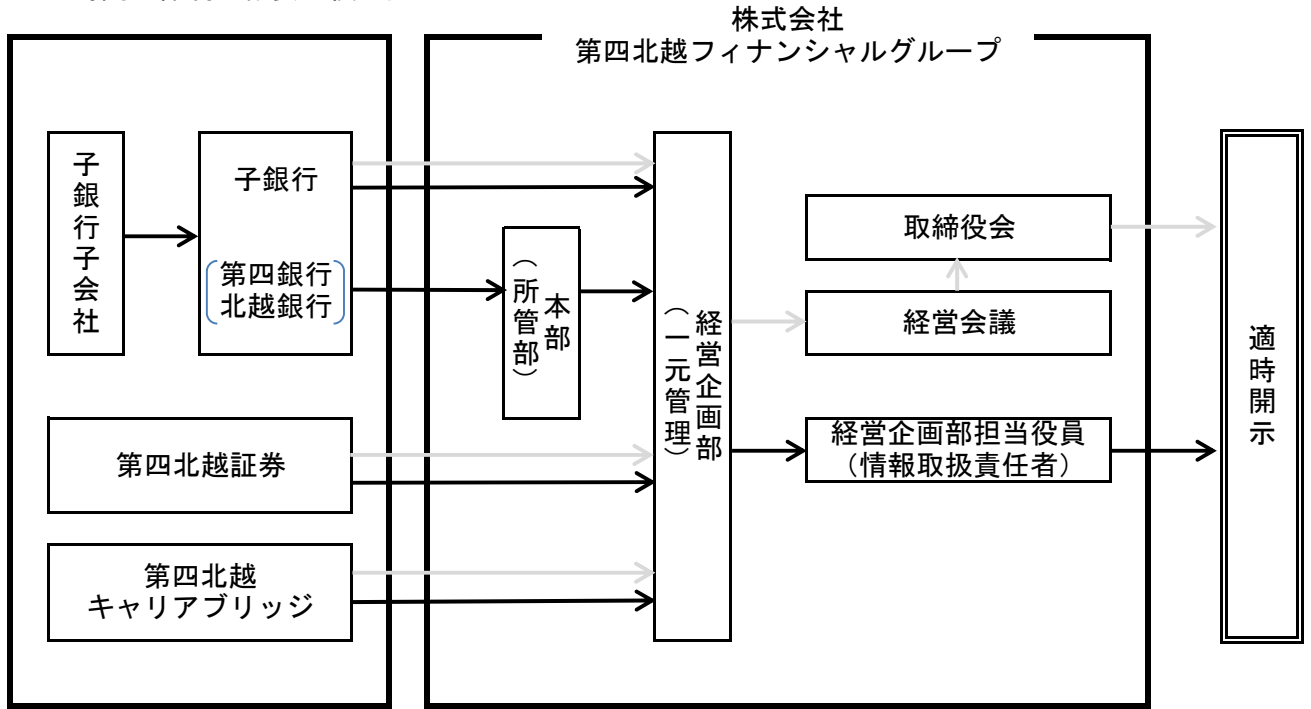 株式会社
第四北越フィナンシャルグループ
子銀行子会社
子銀行
第四銀行
北越銀行
本部
（所管部）
経営企画部
（一元管理）
取締役会
経営会議
経営企画部担当役員
（情報取扱責任者）
適時開示
第四北越証券
第四北越
キャリアブリッジ